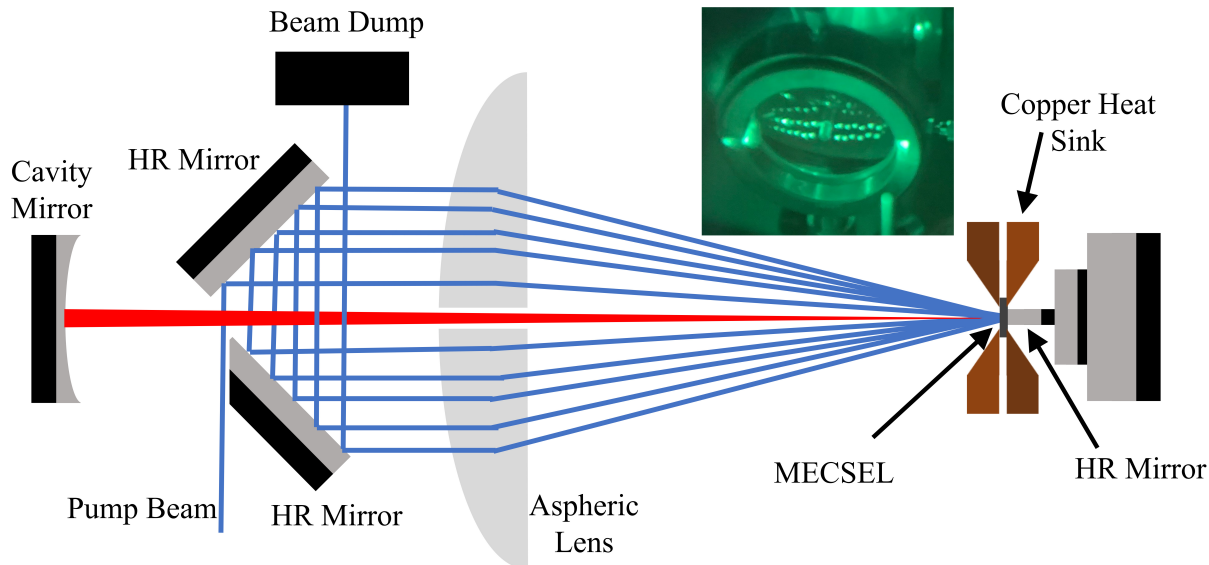 Beam Dump
HR Mirror
Cavity
Mirror
Copper Heat
Sink
Pump Beam
HR Mirror
Aspheric
Lens
MECSEL
HR Mirror